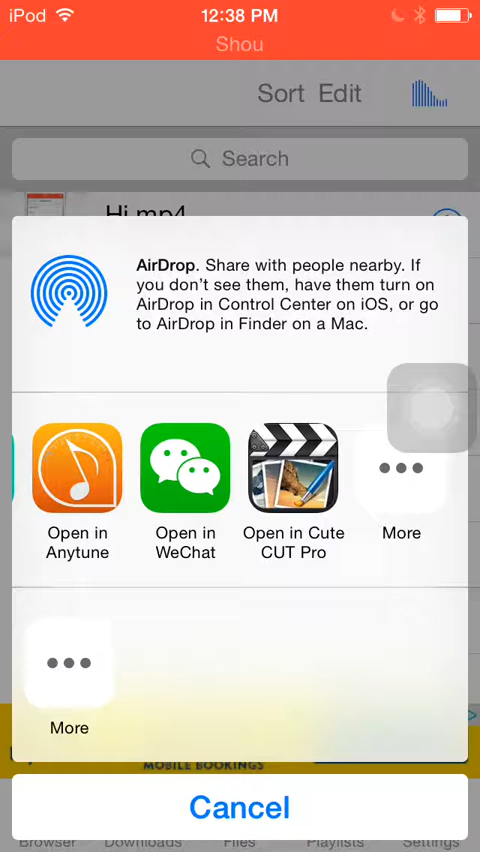 iPod 12:38 PM
Shou
Sort Edit
Search
Hi.mp4
AirDrop. Share with people nearby. If
you don't see them, have them turn on
AirDrop in Control Center on iOS, or go
to AirDrop in Finder on a Mac.
Open in
Anytune
Open in
WeChat
Open in Cute
CUT Pro
More
More
MOBILE BOOKINGS
Cancel
Browser Downloads Files Playlists Settings